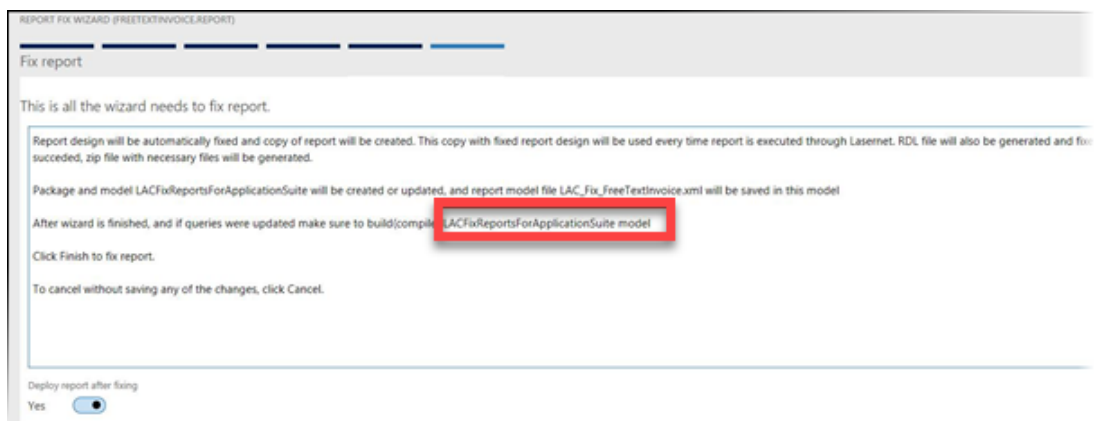 REPORT FIX WIZARD (FREETEXTINVOICE.REPORT)
Fix report
This is all the wizard needs to fix report.
Report design will be automatically fixed and copy of report will be created. This copy with fixed report design will be used every time report is executed through Lasernet. RDL file will also be generated and
succeded, zip file with necessary files will be generated.
Package and model LACFixReportsForApplicationSuite will be created or updated, and report model file LAC_Fix_FreeTextInvoice.xml will be saved in this model
After wizard is finished, and if queries were updated make sure to build(compile LACFixReportsForApplicationSuite model
Click Finish to fix report.
To cancel without saving any of the changes, click Cancel.
Deploy report after fixing
Yes